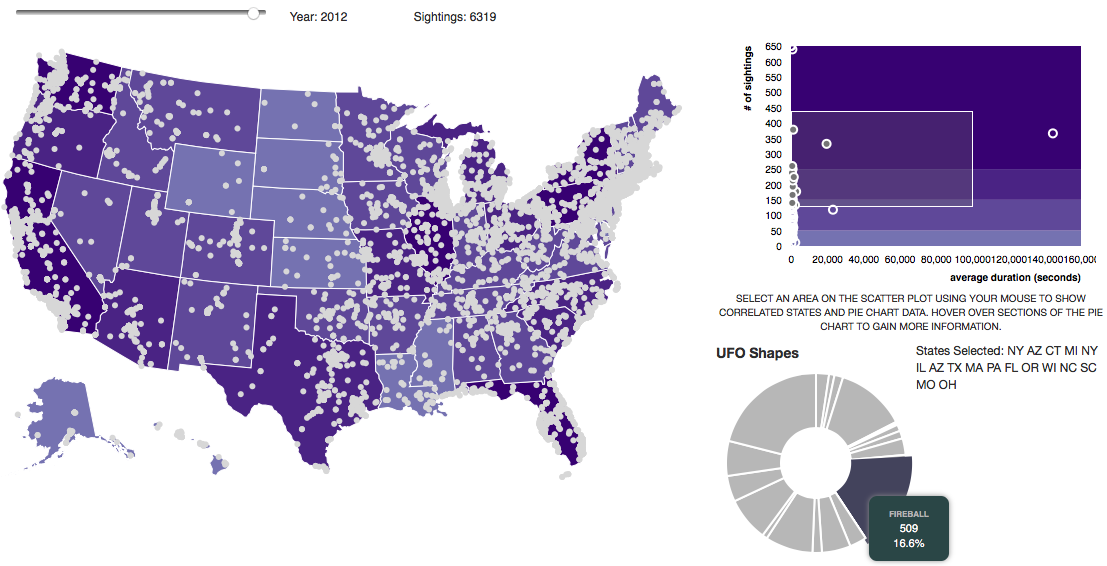 Year: 2012
Sightings: 6319
# of sightings
650
600
550
500
450
400
350
300
250
200
150
100
50
0
0
20,000
40,000
60,000
80,000
100,000
120,000
140,000
160,000
average duration (seconds)
SELECT AN AREA ON THE SCATTER PLOT USING YOUR MOUSE TO SHOW
CORRELATED STATES AND PIE CHART DATA. HOVER OVER SECTIONS OF THE PIE
CHART TO GAIN MORE INFORMATION.
UFO Shapes
States Selected: NY AZ CT MI NY
IL AZ TX MA PA FL OR WI NC SC
MO OH
FIREBALL
509
16.6%